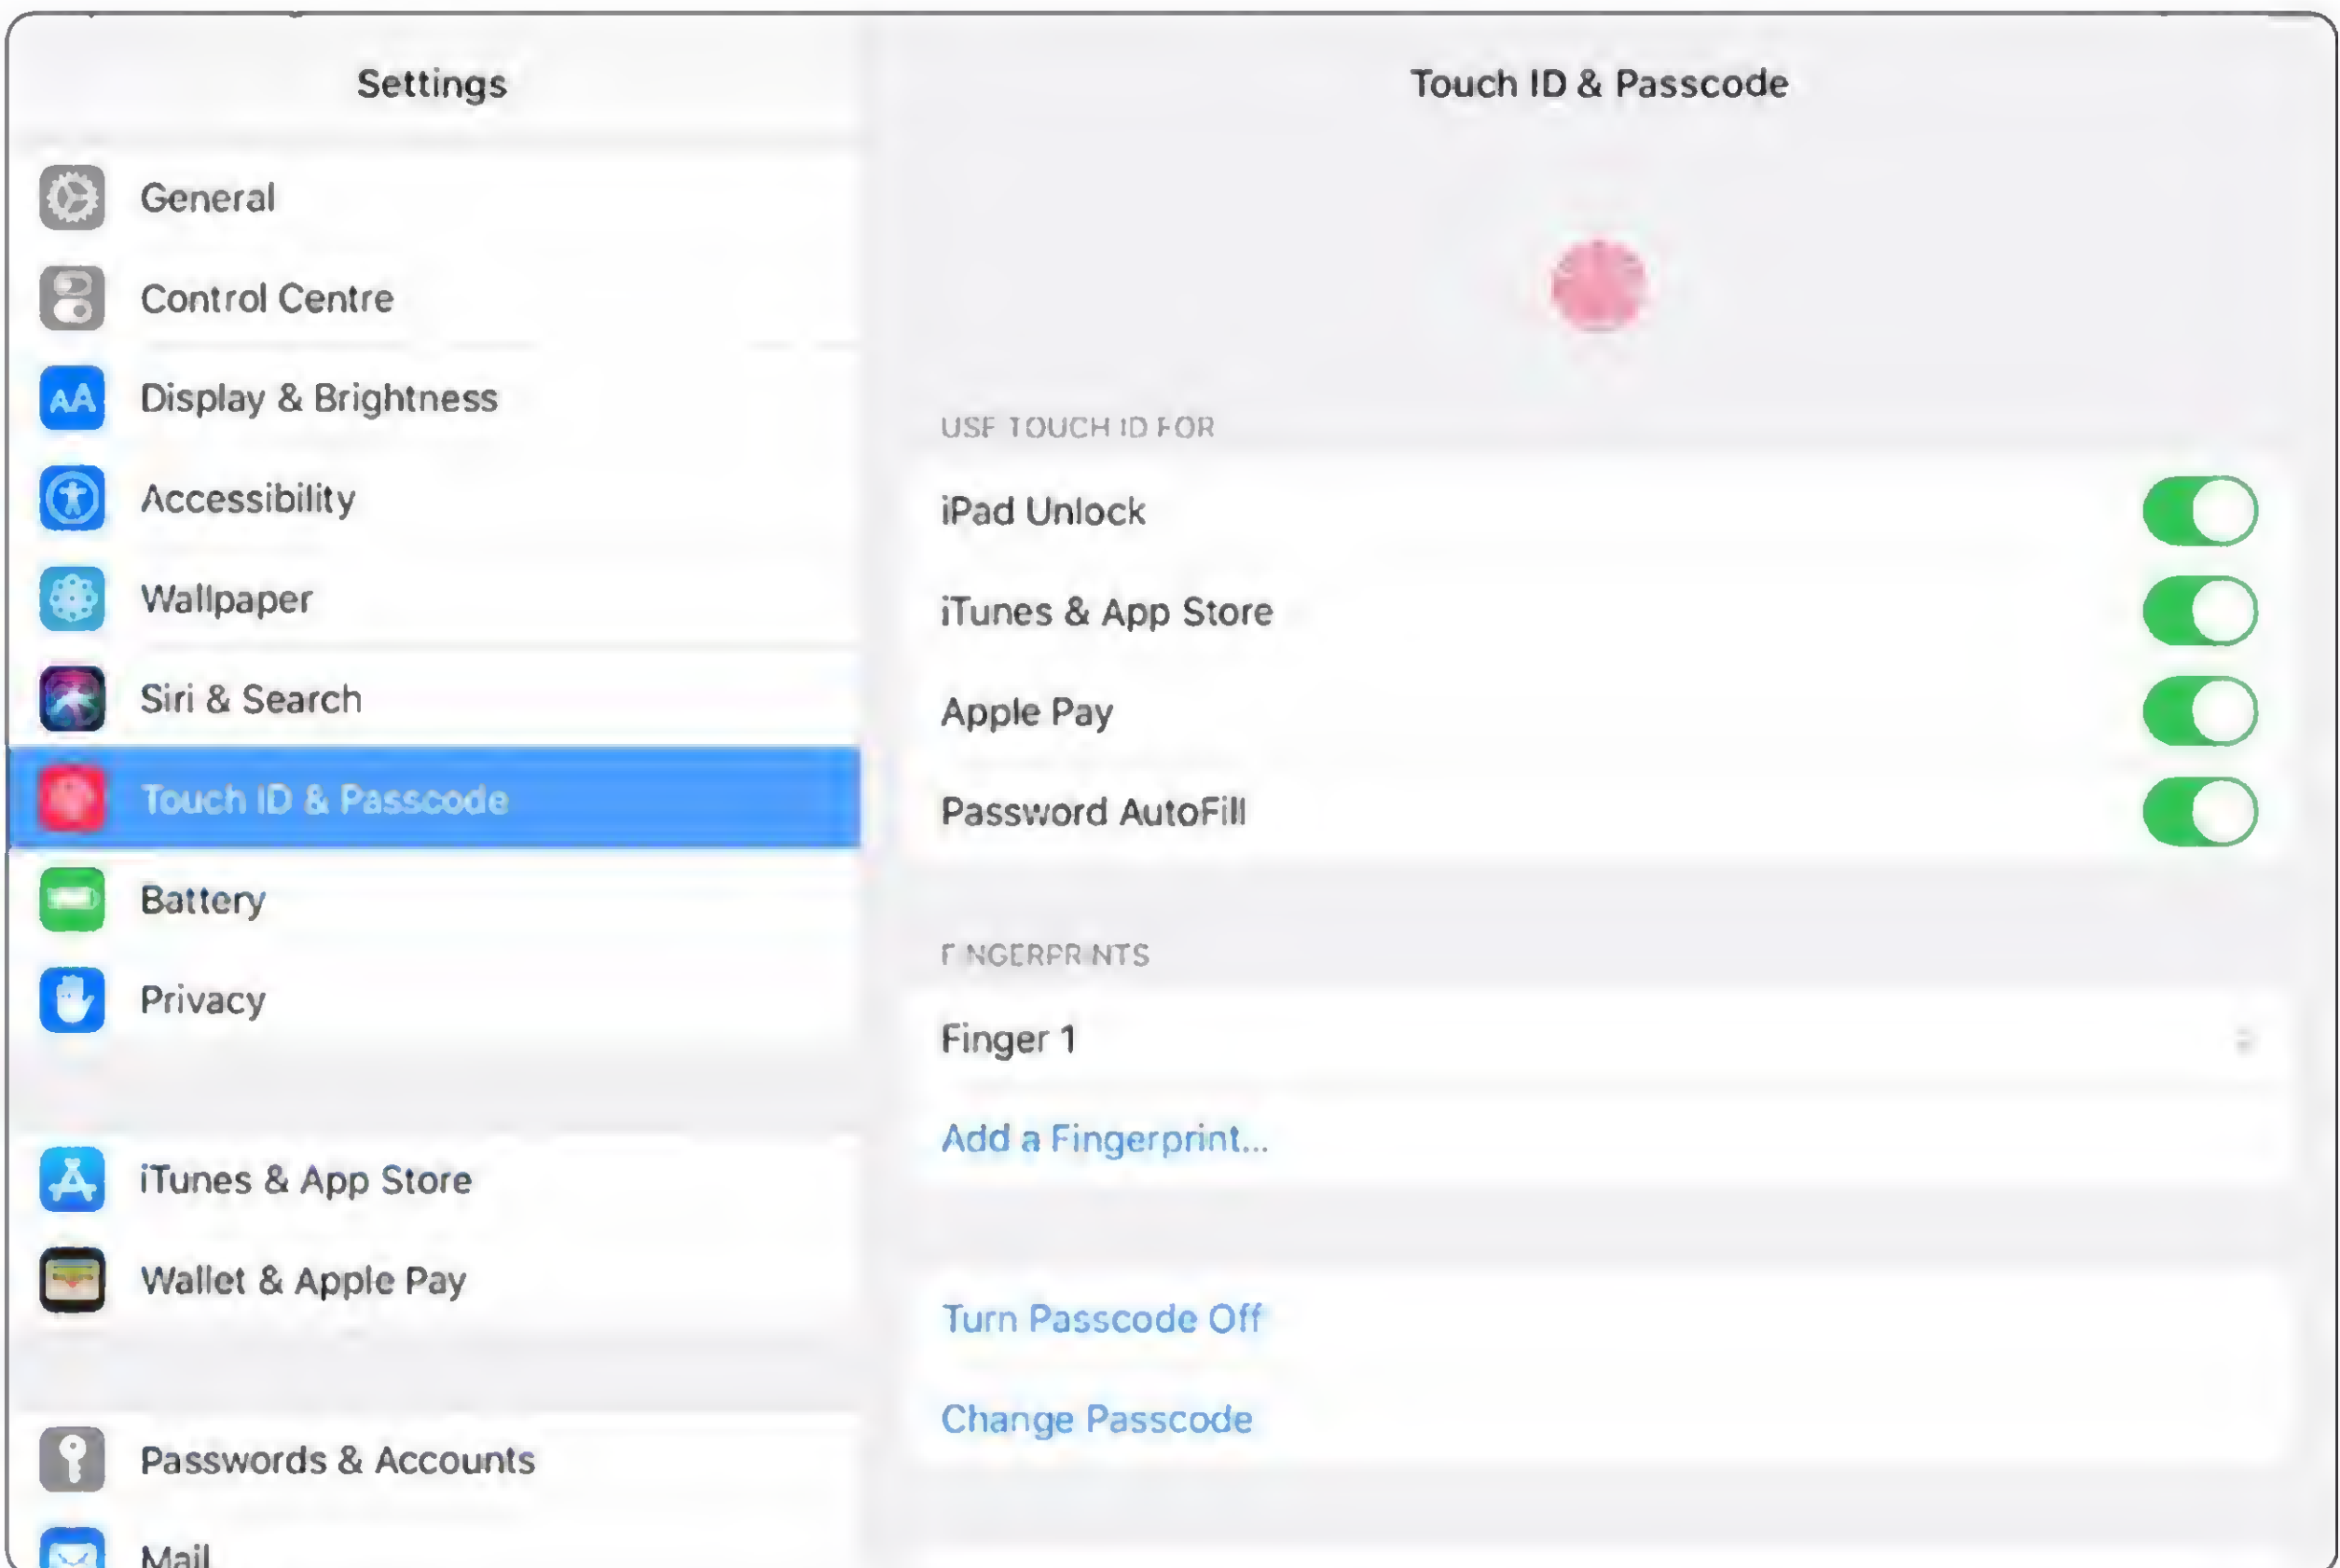 Settings
General
Control Centre
AA
Display & Brightness
Accessibility
Wallpaper
Siri & Search
Touch ID & Passcode
Battery
Privacy
iTunes & App Store
Wallet & Apple Pay
Passwords & Accounts
Mail
Touch ID & Passcode
USE TOUCH ID FOR
iPad Unlock
iTunes & App Store
Apple Pay
Password AutoFill
FINGERPRINTS
Finger 1
Add a Fingerprint...
Turn Passcode Off
Change Passcode